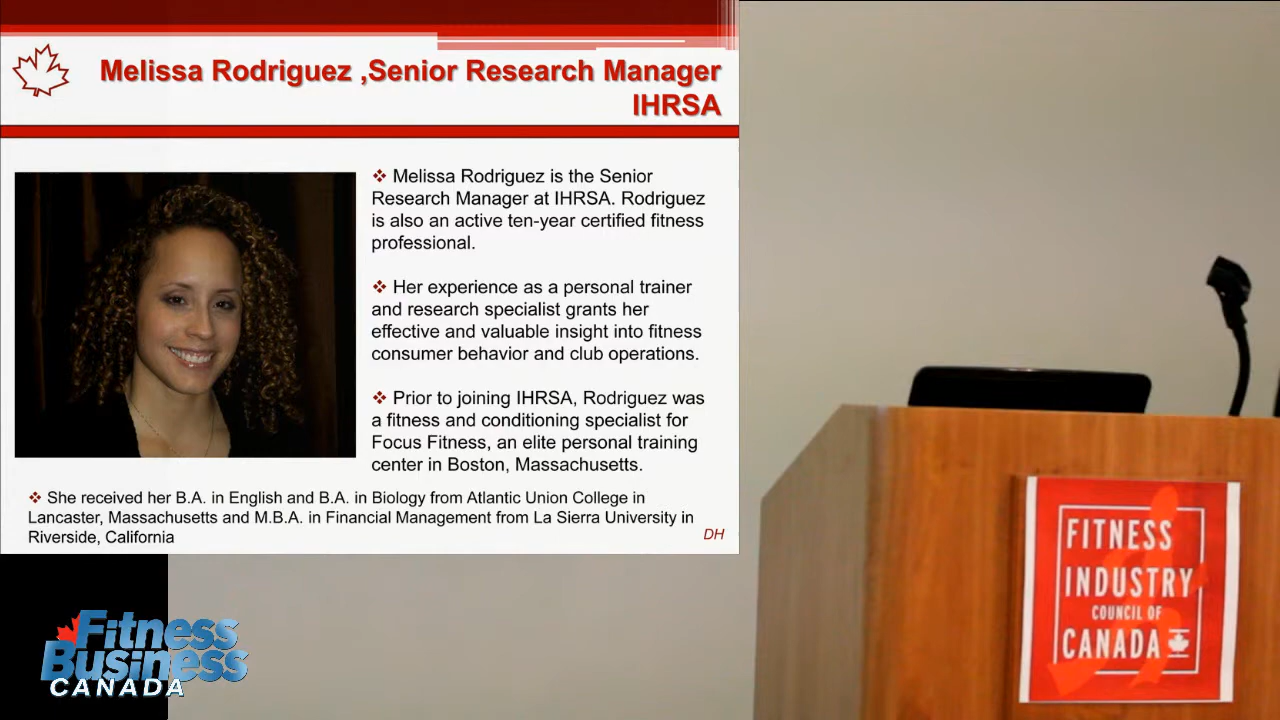 Melissa Rodriguez ,Senior Research Manager
IHRSA
❖ Melissa Rodriguez is the Senior
Research Manager at IHRSA. Rodriguez
is also an active ten-year certified fitness
professional.
❖ Her experience as a personal trainer
and research specialist grants her
effective and valuable insight into fitness
consumer behavior and club operations.
❖ Prior to joining IHRSA, Rodriguez was
a fitness and conditioning specialist for
Focus Fitness, an elite personal training
center in Boston, Massachusetts.
❖ She received her B.A. in English and B.A. in Biology from Atlantic Union College in
Lancaster, Massachusetts and M.B.A. in Financial Management from La Sierra University in
Riverside, California
DH
Fitness
Business
CANADA
FITNESS
INDUSTRY
COUNCIL OF
CANADA